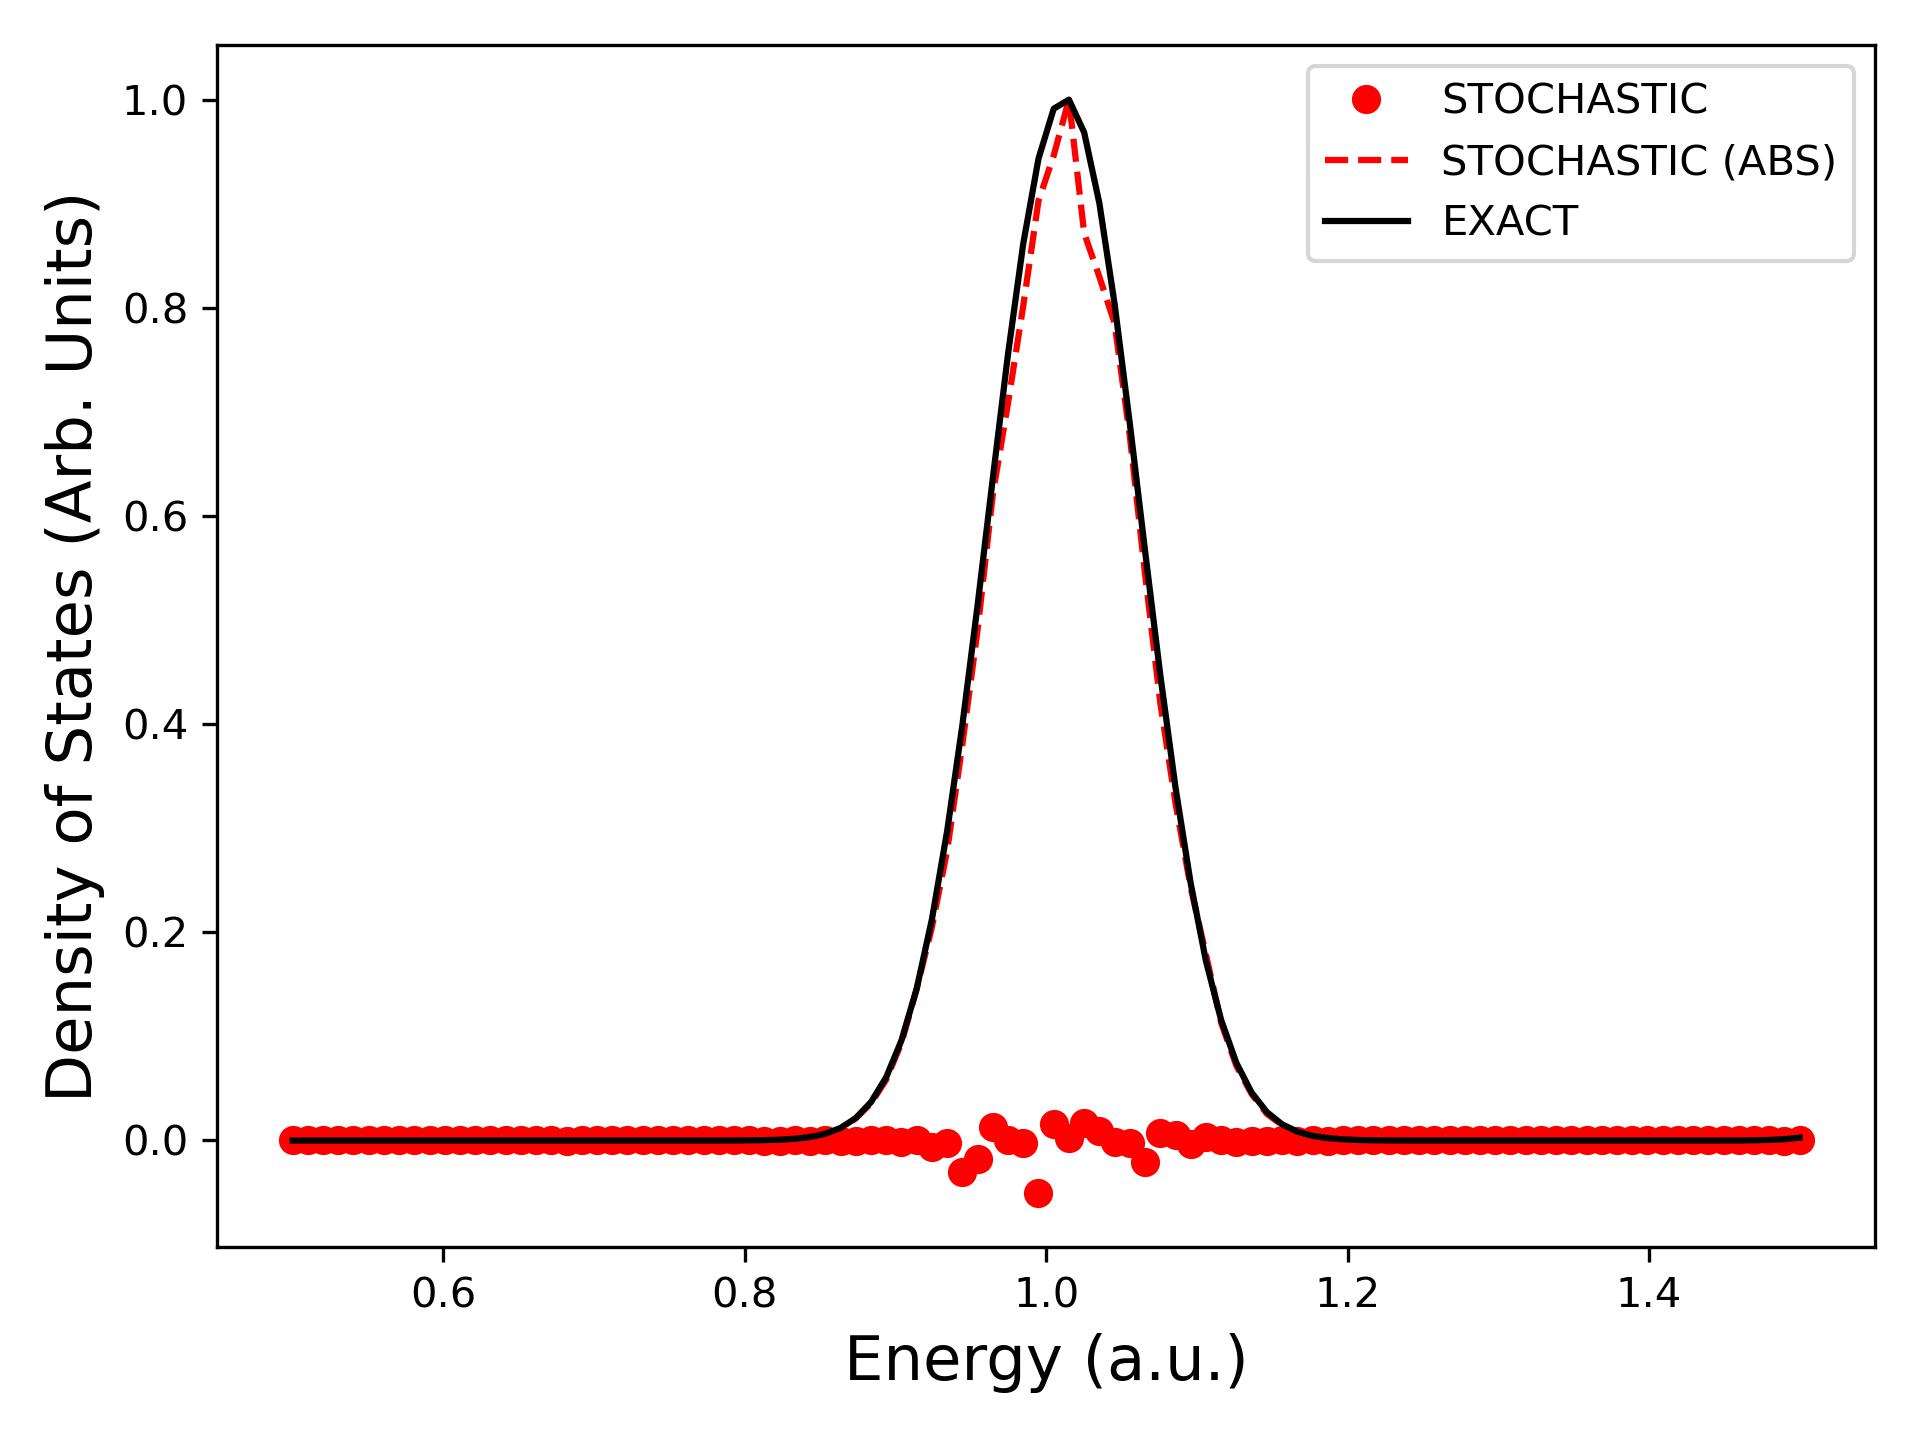 STOCHASTIC
STOCHASTIC (ABS)
EXACT
Density of States (Arb. Units)
1.0
0.8
0.6
0.4
0.2
0.0
0.6 0.8 1.0 1.2 1.4
Energy (a.u.)